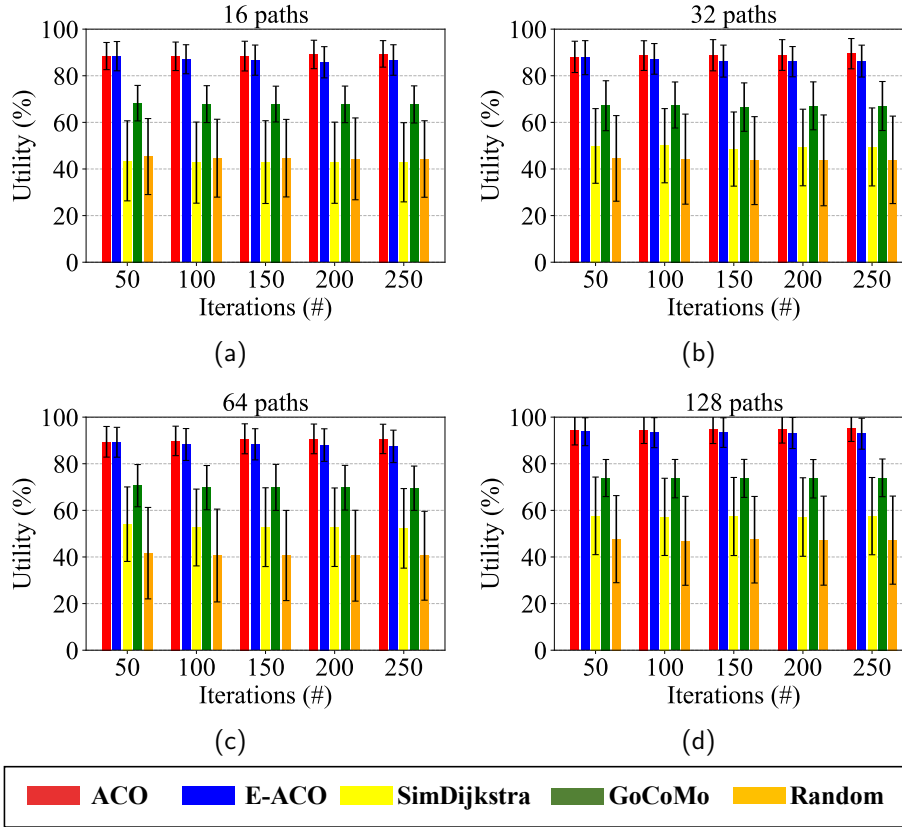 16 paths
100
80
60
40
20
0
Utility (%)
50 100 150 200 250
Iterations (#)
(a)
32 paths
100
80
60
40
20
0
Utility (%)
50 100 150 200 250
Iterations (#)
(b)
64 paths
100
80
60
40
20
0
Utility (%)
50 100 150 200 250
Iterations (#)
(c)
128 paths
100
80
60
40
20
0
Utility (%)
50 100 150 200 250
Iterations (#)
(d)
ACO E-ACO SimDijkstra GoCoMo Random